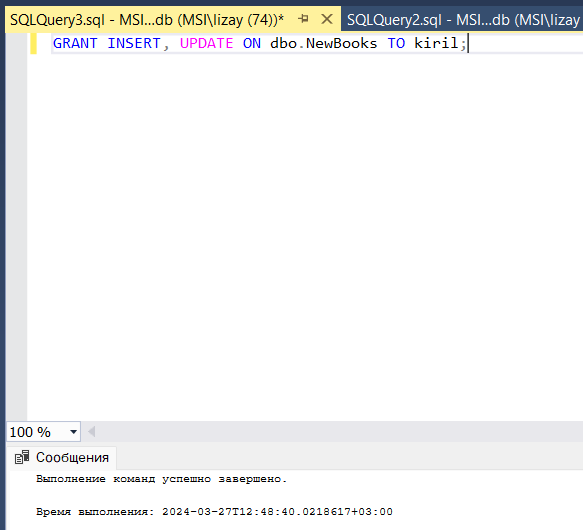 SQLQuery3.sql - MSI...db (MSI\lizay (74))*
SQLQuery2.sql - MSI...db (MSI\lizay
GRANT INSERT, UPDATE ON dbo.NewBooks TO kiril;
100 %
Сообщения
Выполнение команд успешно завершено.
Время выполнения: 2024-03-27T12:48:40.0218617+03:00